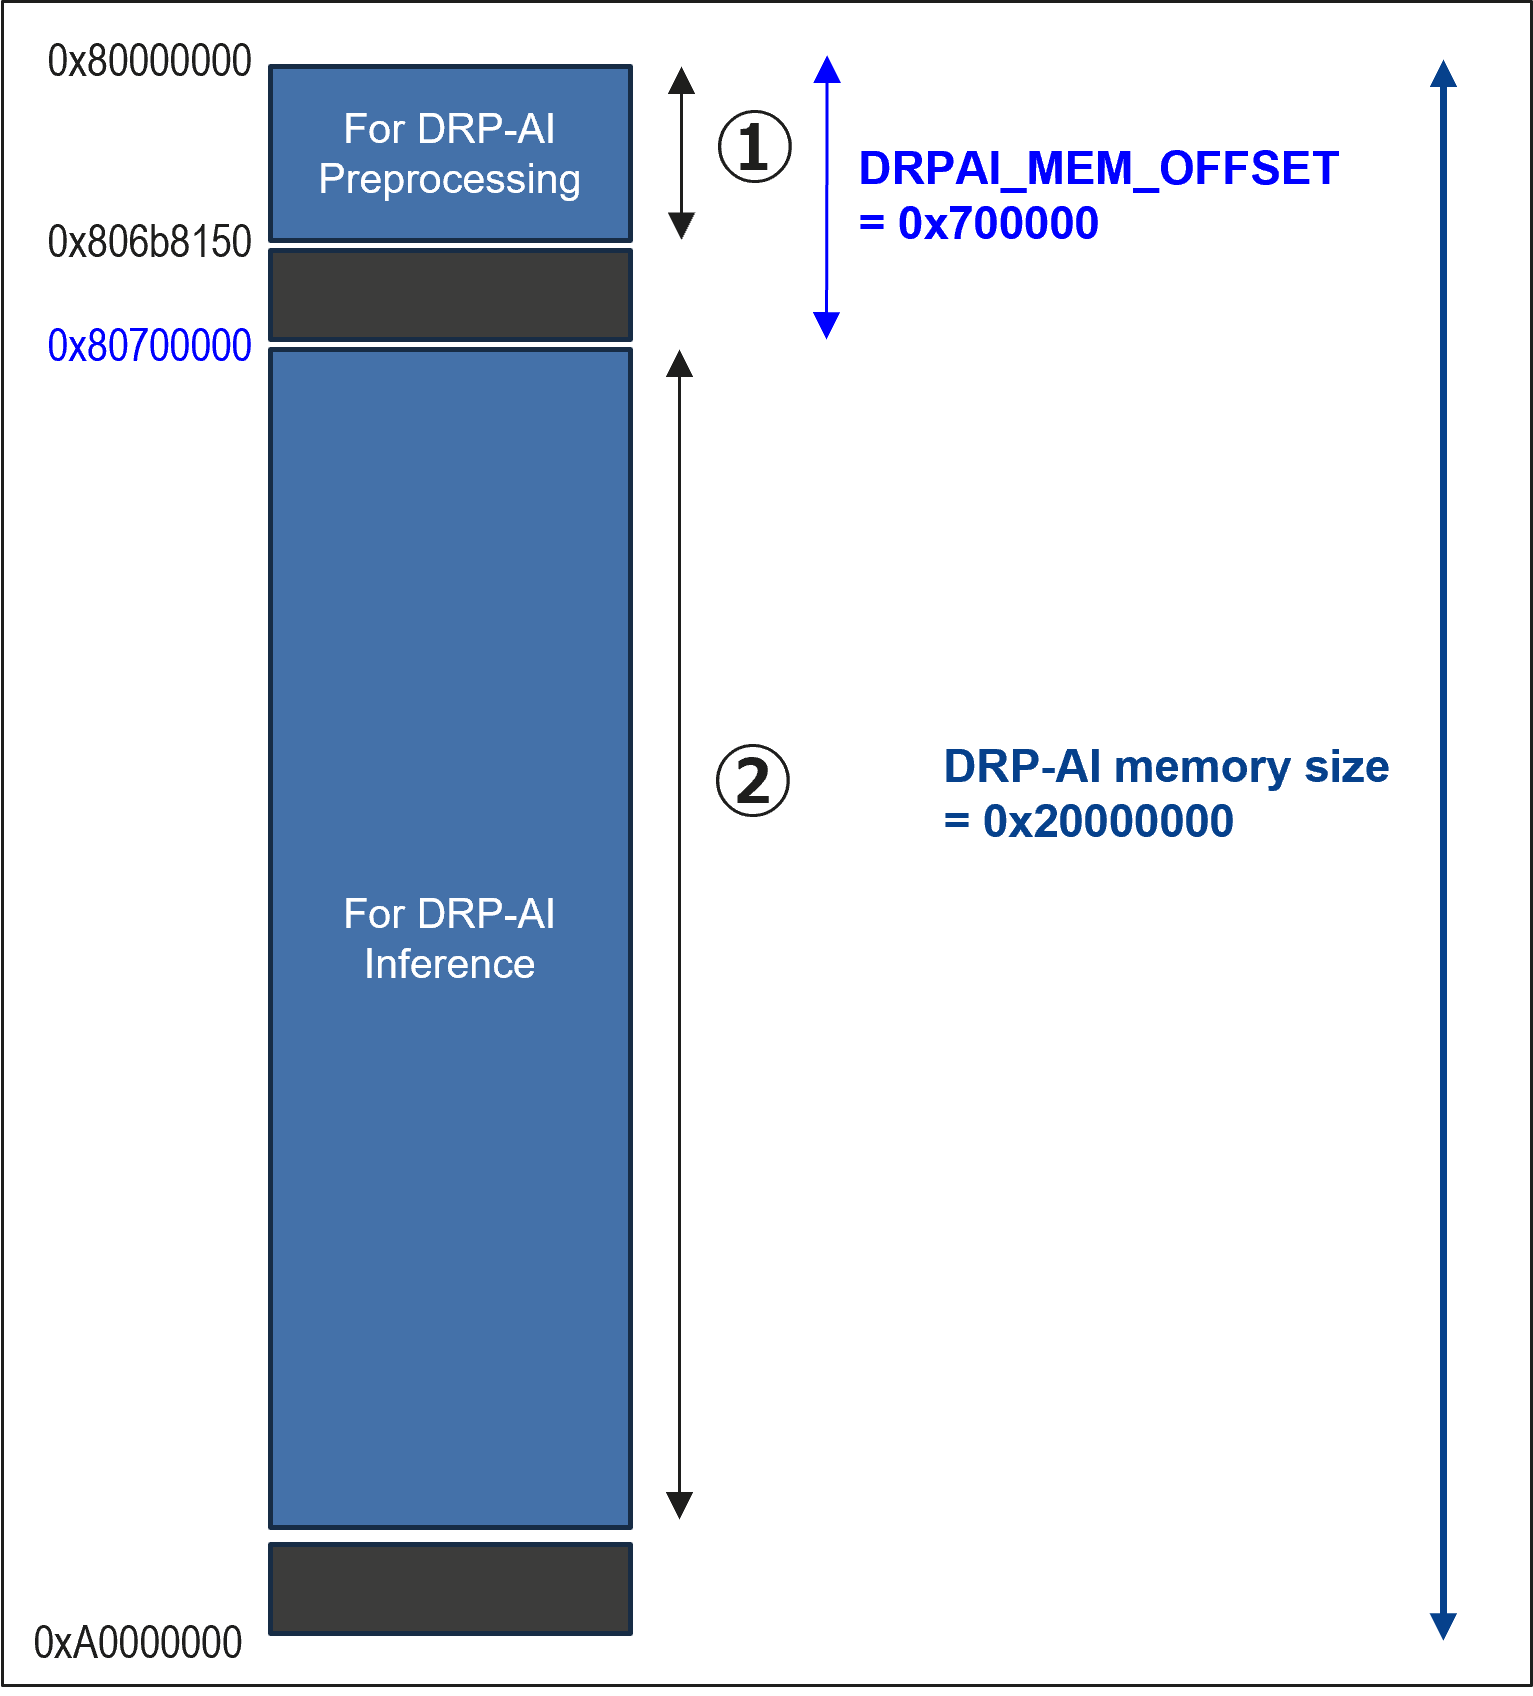 0x80000000
For DRP-AI
Preprocessing
①
DRPAI_MEM_OFFSET
= 0x700000
0x806b8150
0x80700000
②
DRP-AI memory size
= 0x20000000
For DRP-AI
Inference
0xA0000000